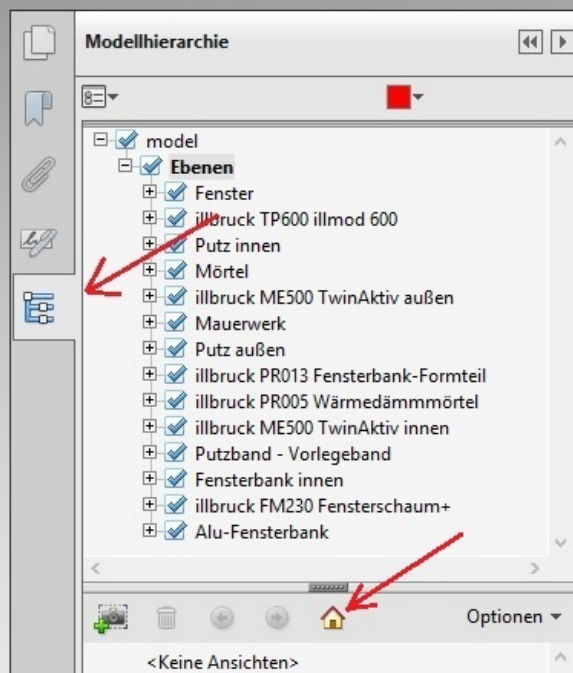 Modellhierarchie
model
Ebenen
Fenster
illbruck TP600 illmod 600
Putz innen
Mörtel
illbruck ME500 TwinAktiv außen
Mauerwerk
Putz außen
illbruck PR013 Fensterbank-Formteil
illbruck PR005 Wärmedämmmörtel
illbruck ME500 TwinAktiv innen
Putzband - Vorlegeband
Fensterbank innen
illbruck FM230 Fensterschaum+
Alu-Fensterbank
Optionen
<Keine Ansichten>